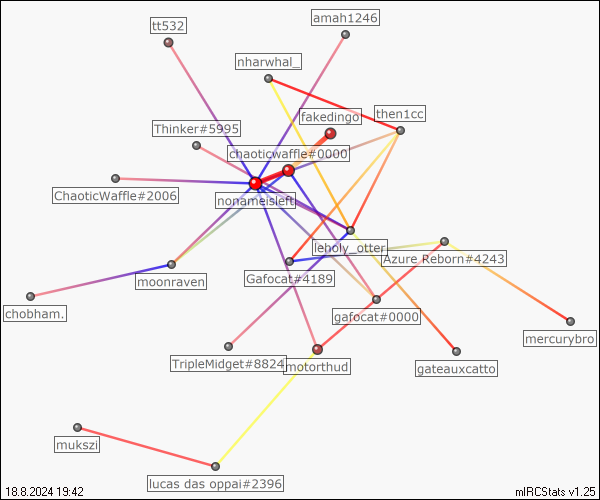 amah1246
tt532
nharwhal_
fakedingo
then1cc
Thinker#5995
chaoticwaffle#0000
ChaoticWaffle#2006
nonameisleft
leholy_otter
Azure Reborn#4243
moonraven
Gafocat#4189
chobham.
gafocat#0000
mercurybro
TripleMidget#8824
motorthud
gateauxcatto
mukszi
lucas das oppai#2396
18.8.2024 19:42
mIRCStats v1.25